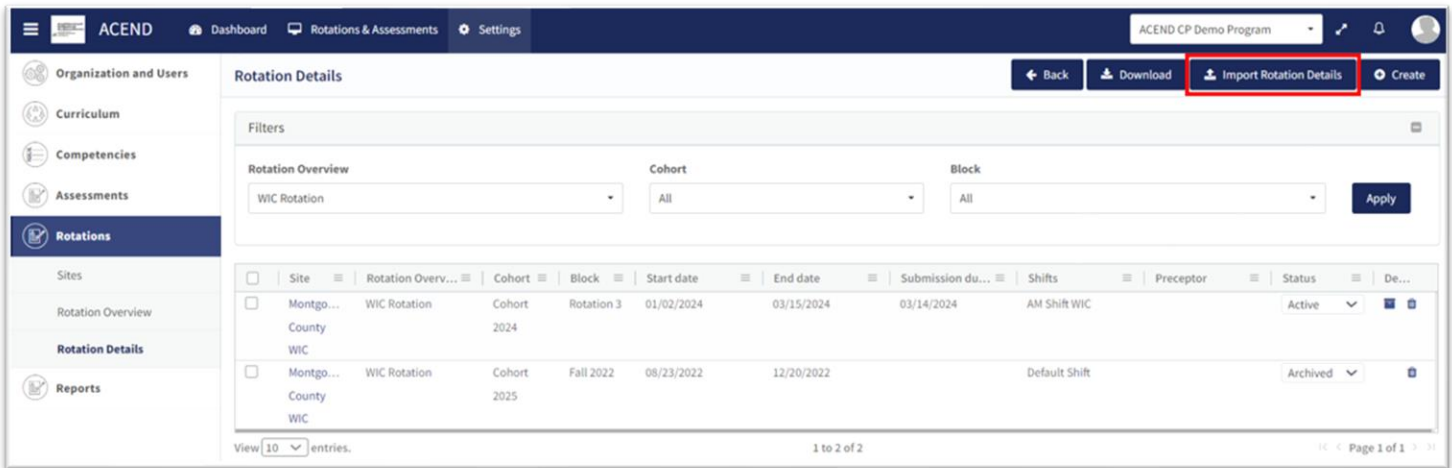 ACEND Dashboard Rotations & Assessments Settings ACEND CP Demo Program
Organization and Users
Curriculum
Competencies
Assessments
Rotations
Sites
Rotation Overview
Rotation Details
Reports
Rotation Details Back Download Import Rotation Details Create
Filters
Rotation Overview Cohort Block
WIC Rotation All All Apply
Site Rotation Overv... Cohort Block Start date End date Submission du... Shifts Preceptor Status De...
Montgo... WIC Rotation Cohort Rotation 3 01/02/2024 03/15/2024 03/14/2024 AM Shift WIC Active
County 2024
WIC
Montgo... WIC Rotation Cohort Fall 2022 08/23/2022 12/20/2022 Default Shift Archived
County 2025
WIC
View 10 entries. 1 to 2 of 2 Page 1 of 1